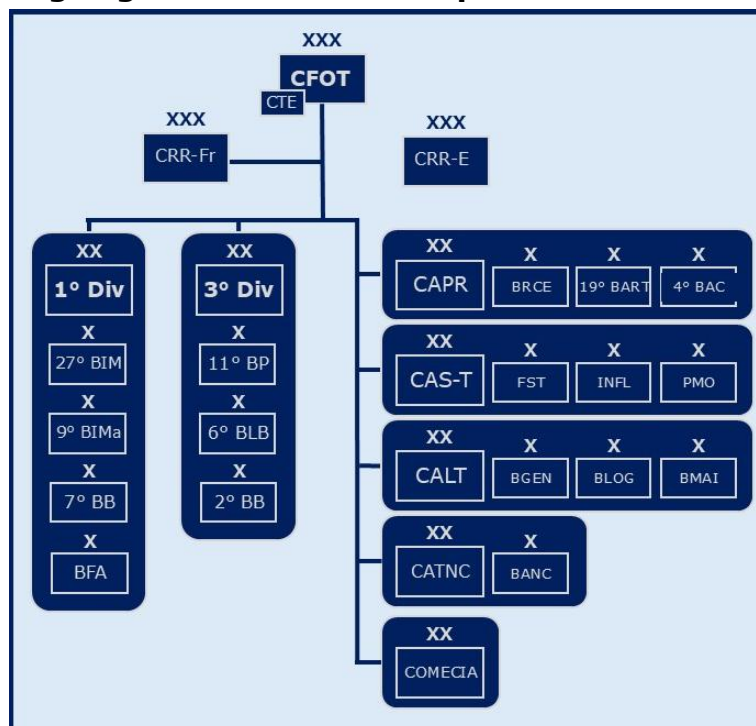 XXX
CFOT
CTE
XXX
CRR-Fr
XXX
CRR-E
XX
1º Div
X
27º BIM
X
9º BIMa
X
7º BB
X
BFA
XX
3º Div
X
11º BP
X
6º BLB
X
2º BB
XX X X X
CAPR BRCE 19º BART 4º BAC
XX X X X
CAS-T FST INFL PMO
XX X X X
CALT BGEN BLOG BMAI
XX X
CATNC BANC
XX
COMECIA